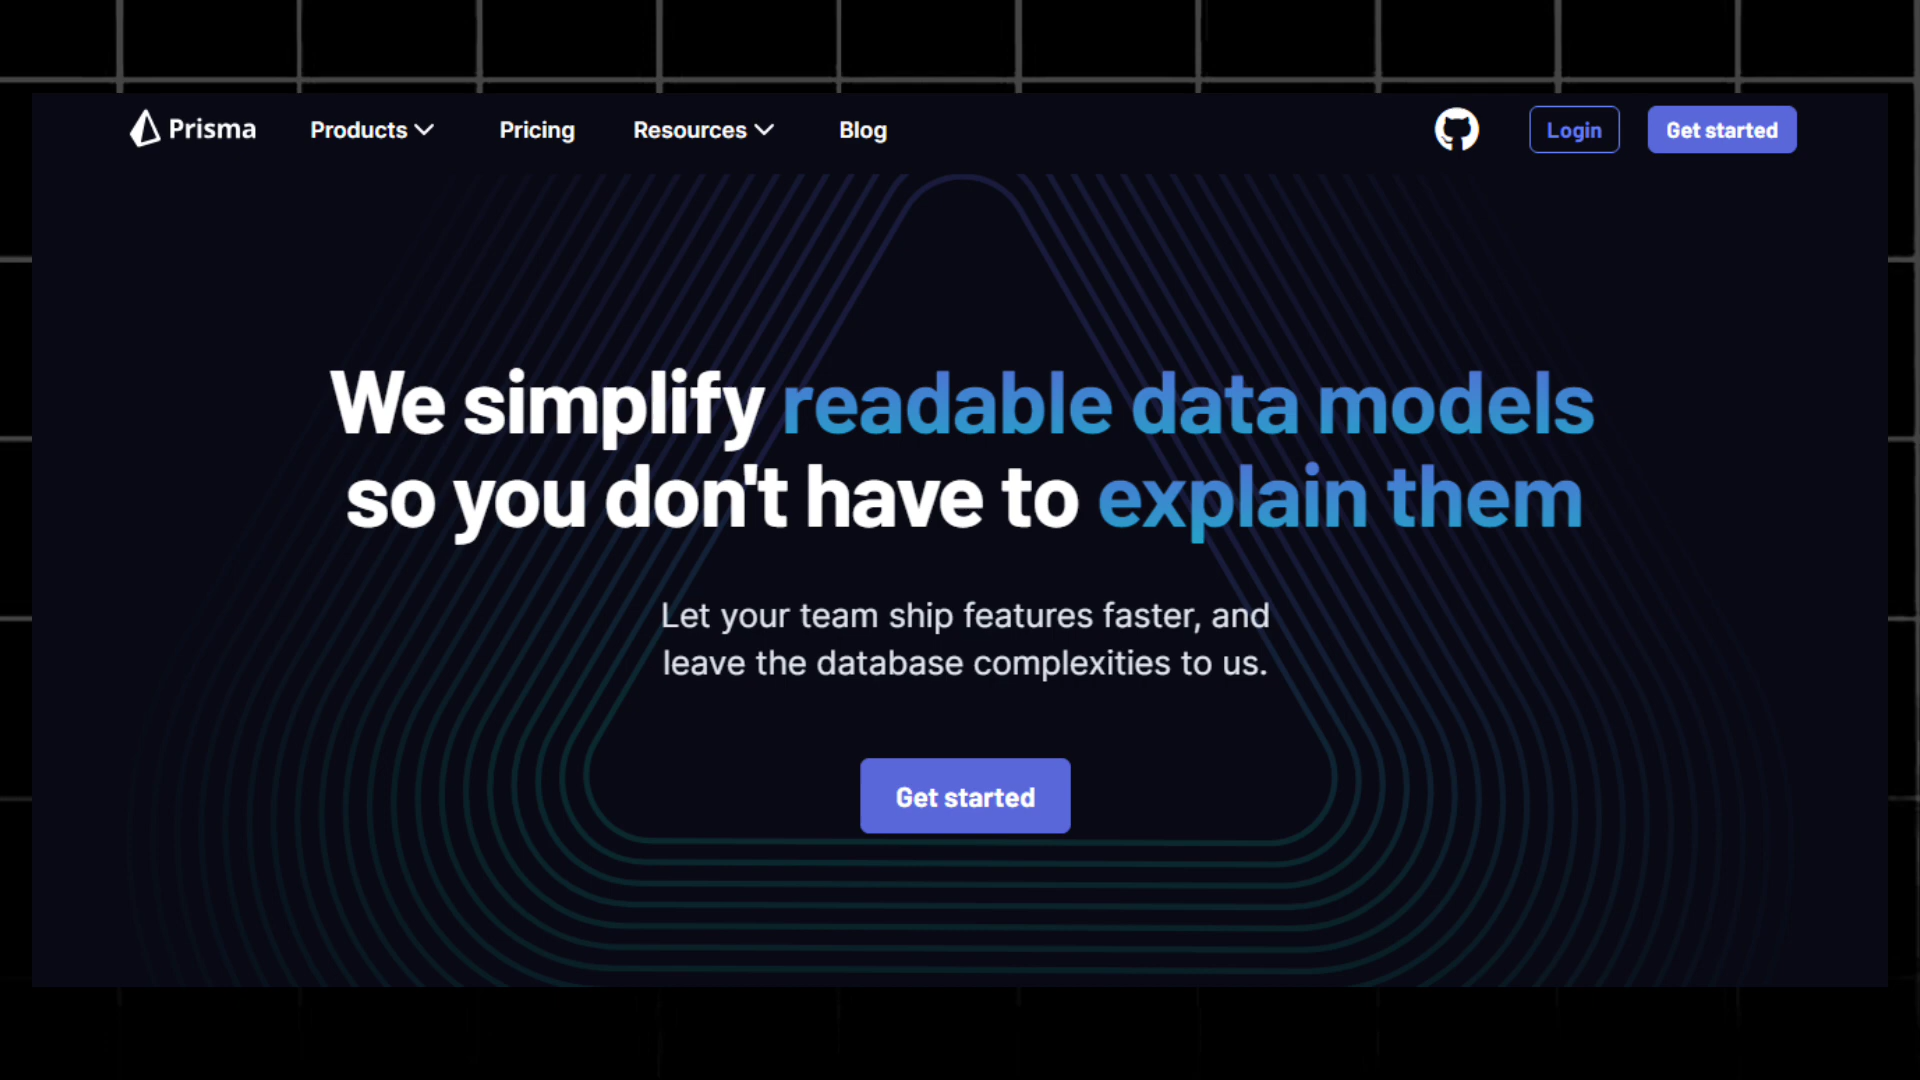 Prisma
Products
Pricing
Resources
Blog
Login
Get started
We simplify readable data models
so you don't have to explain them
Let your team ship features faster, and
leave the database complexities to us.
Get started